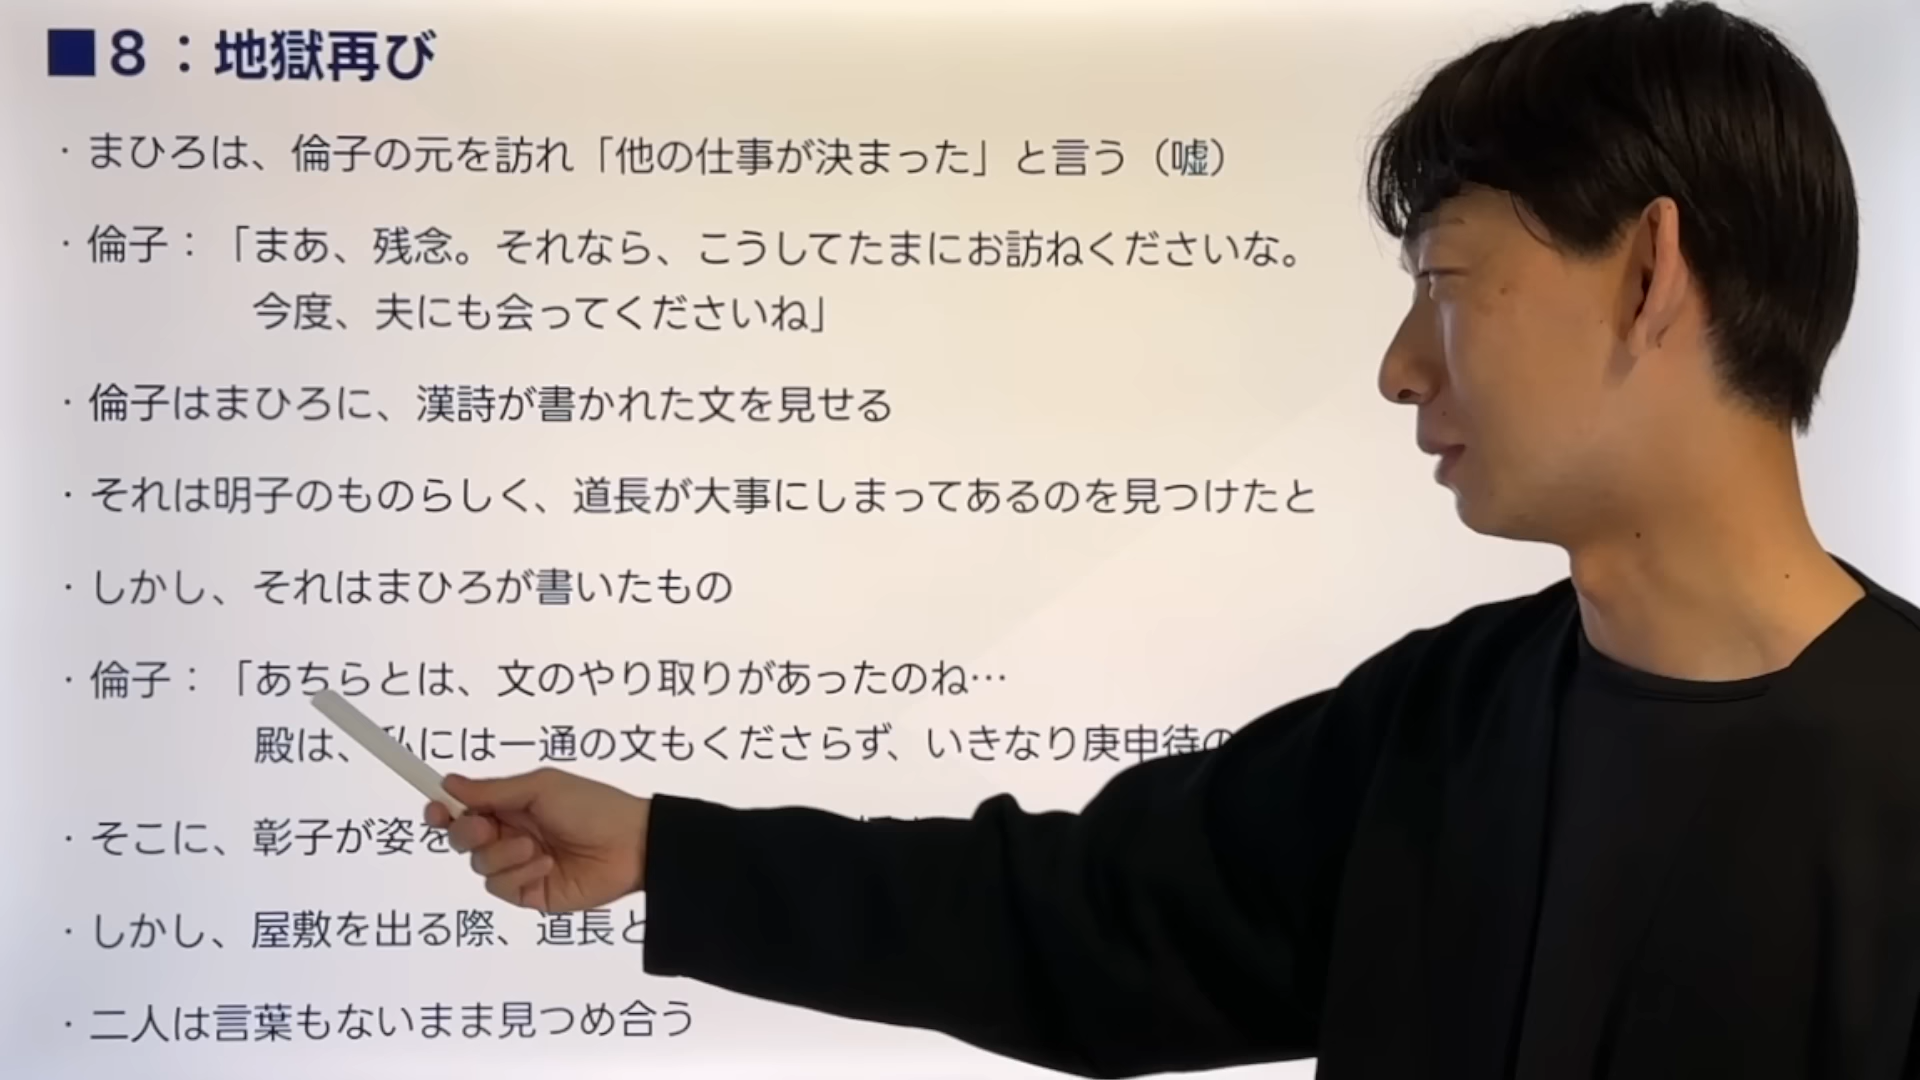 ■8：地獄再び
・まひろは、倫子の元を訪れ「他の仕事が決まった」と言う（嘘）
・倫子：「まあ、残念。それなら、こうしてたまにお訪ねくださいな。
今度、夫にも会ってくださいね」
・倫子はまひろに、漢詩が書かれた文を見せる
・それは明子のものらしく、道長が大事にしまってあるのを見つけたと
・しかし、それはまひろが書いたもの
・倫子：「あちらとは、文のやり取りがあったのね…
殿は、私には一通の文もくださらず、いきなり庚申待の
・そこに、彰子が姿を
・しかし、屋敷を出る際、道長と
・二人は言葉もないまま見つめ合う